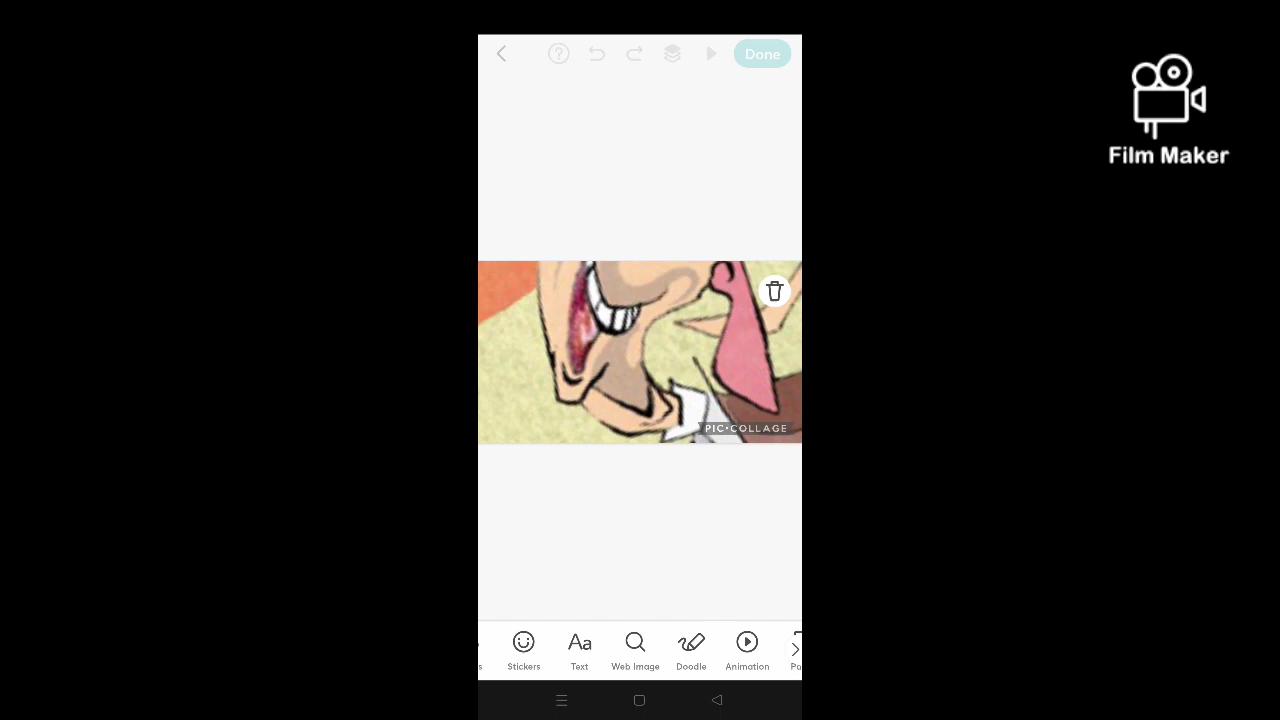 Done
Film Maker
PIC•COLLAGE
Stickers
Text
Web Image
Doodle
Animation